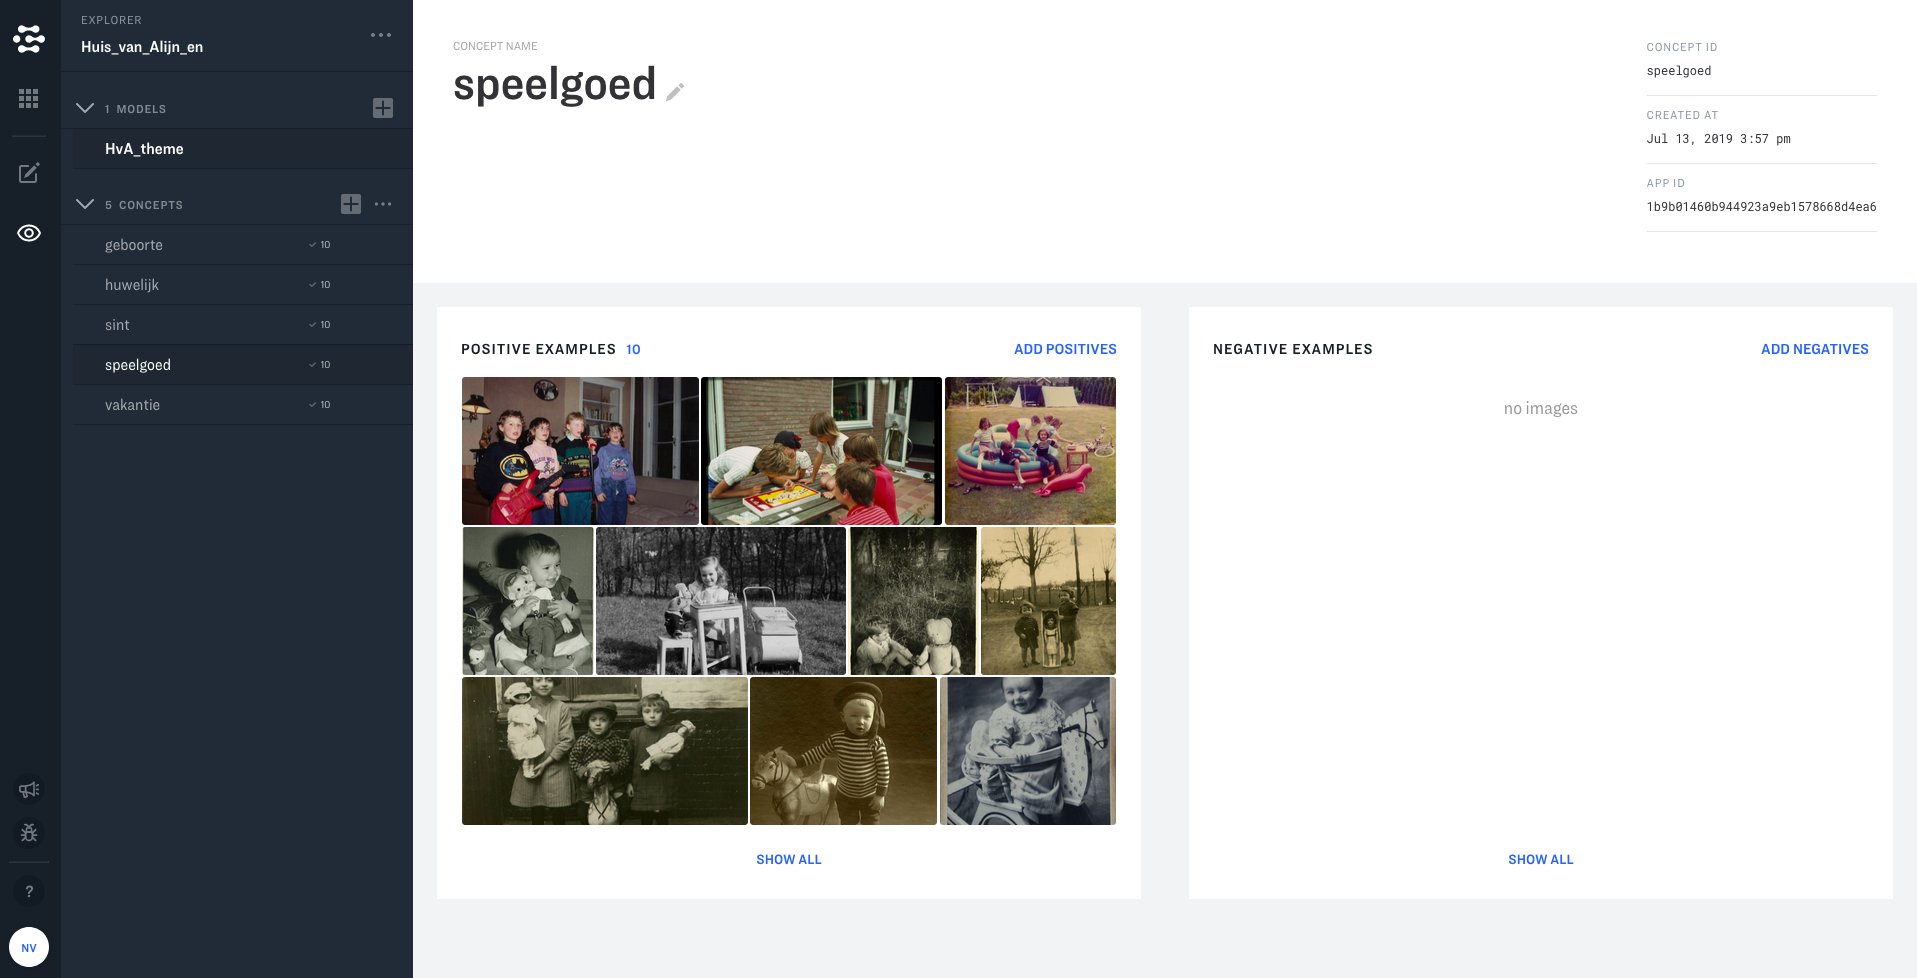 EXPLORER
Huis_van_Alijn_en
1 MODELS
HvA_theme
5 CONCEPTS
geboorte 10
huwelijk 10
sint 10
speelgoed 10
vakantie 10
?
NV
CONCEPT NAME
speelgoed
CONCEPT ID
speelgoed
CREATED AT
Jul 13, 2019 3:57 pm
APP ID
1b9b01460b944923a9eb1578668d4ea6
POSITIVE EXAMPLES 10
ADD POSITIVES
SHOW ALL
NEGATIVE EXAMPLES
ADD NEGATIVES
no images
SHOW ALL